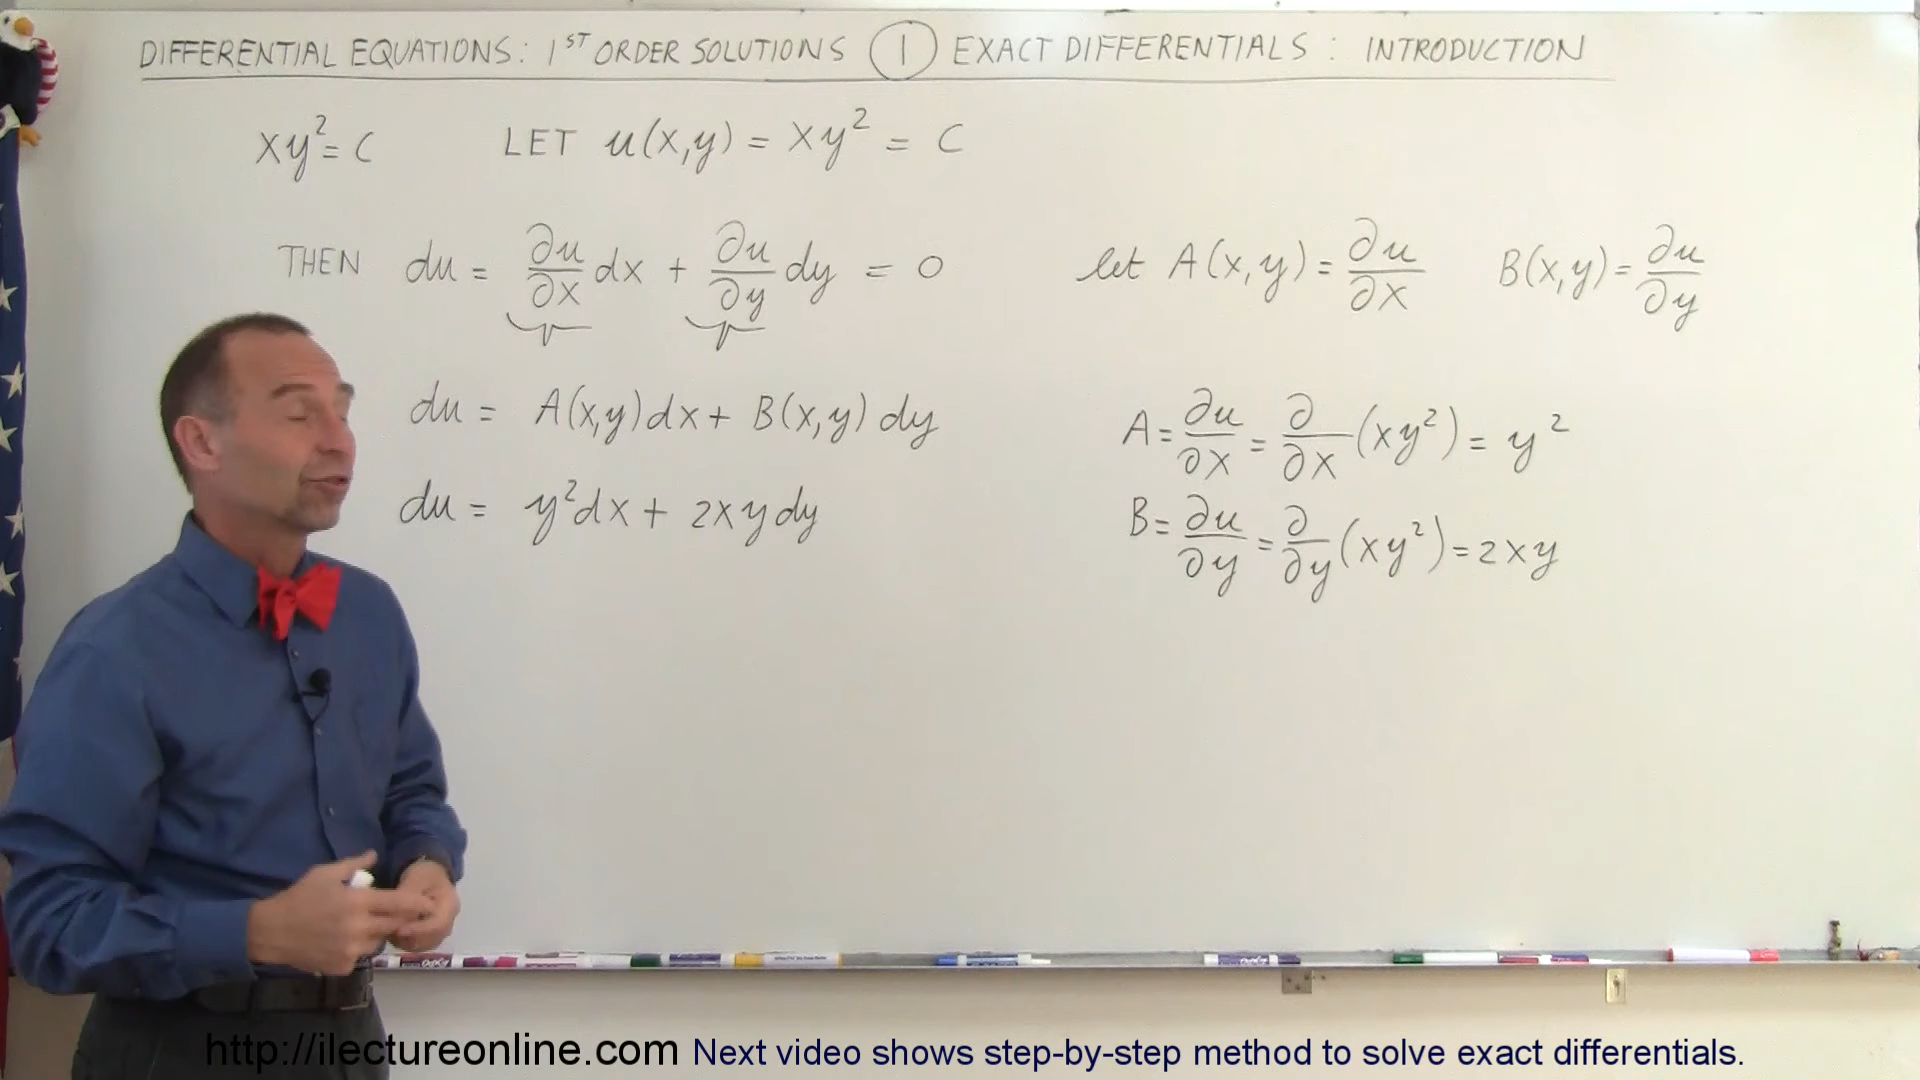 DIFFERENTIAL EQUATIONS: 1ST ORDER SOLUTIONS ① EXACT DIFFERENTIALS: INTRODUCTION
xy² = C LET u(x,y) = xy² = C
THEN du = ∂u/∂x dx + ∂u/∂y dy = 0 let A(x,y) = ∂u/∂x B(x,y) = ∂u/∂y
du = A(x,y)dx + B(x,y)dy A = ∂u/∂x = ∂/∂x (xy²) = y²
du = y²dx + 2xydy B = ∂u/∂y = ∂/∂y (xy²) = 2xy
http://ilectureonline.com Next video shows step-by-step method to solve exact differentials.